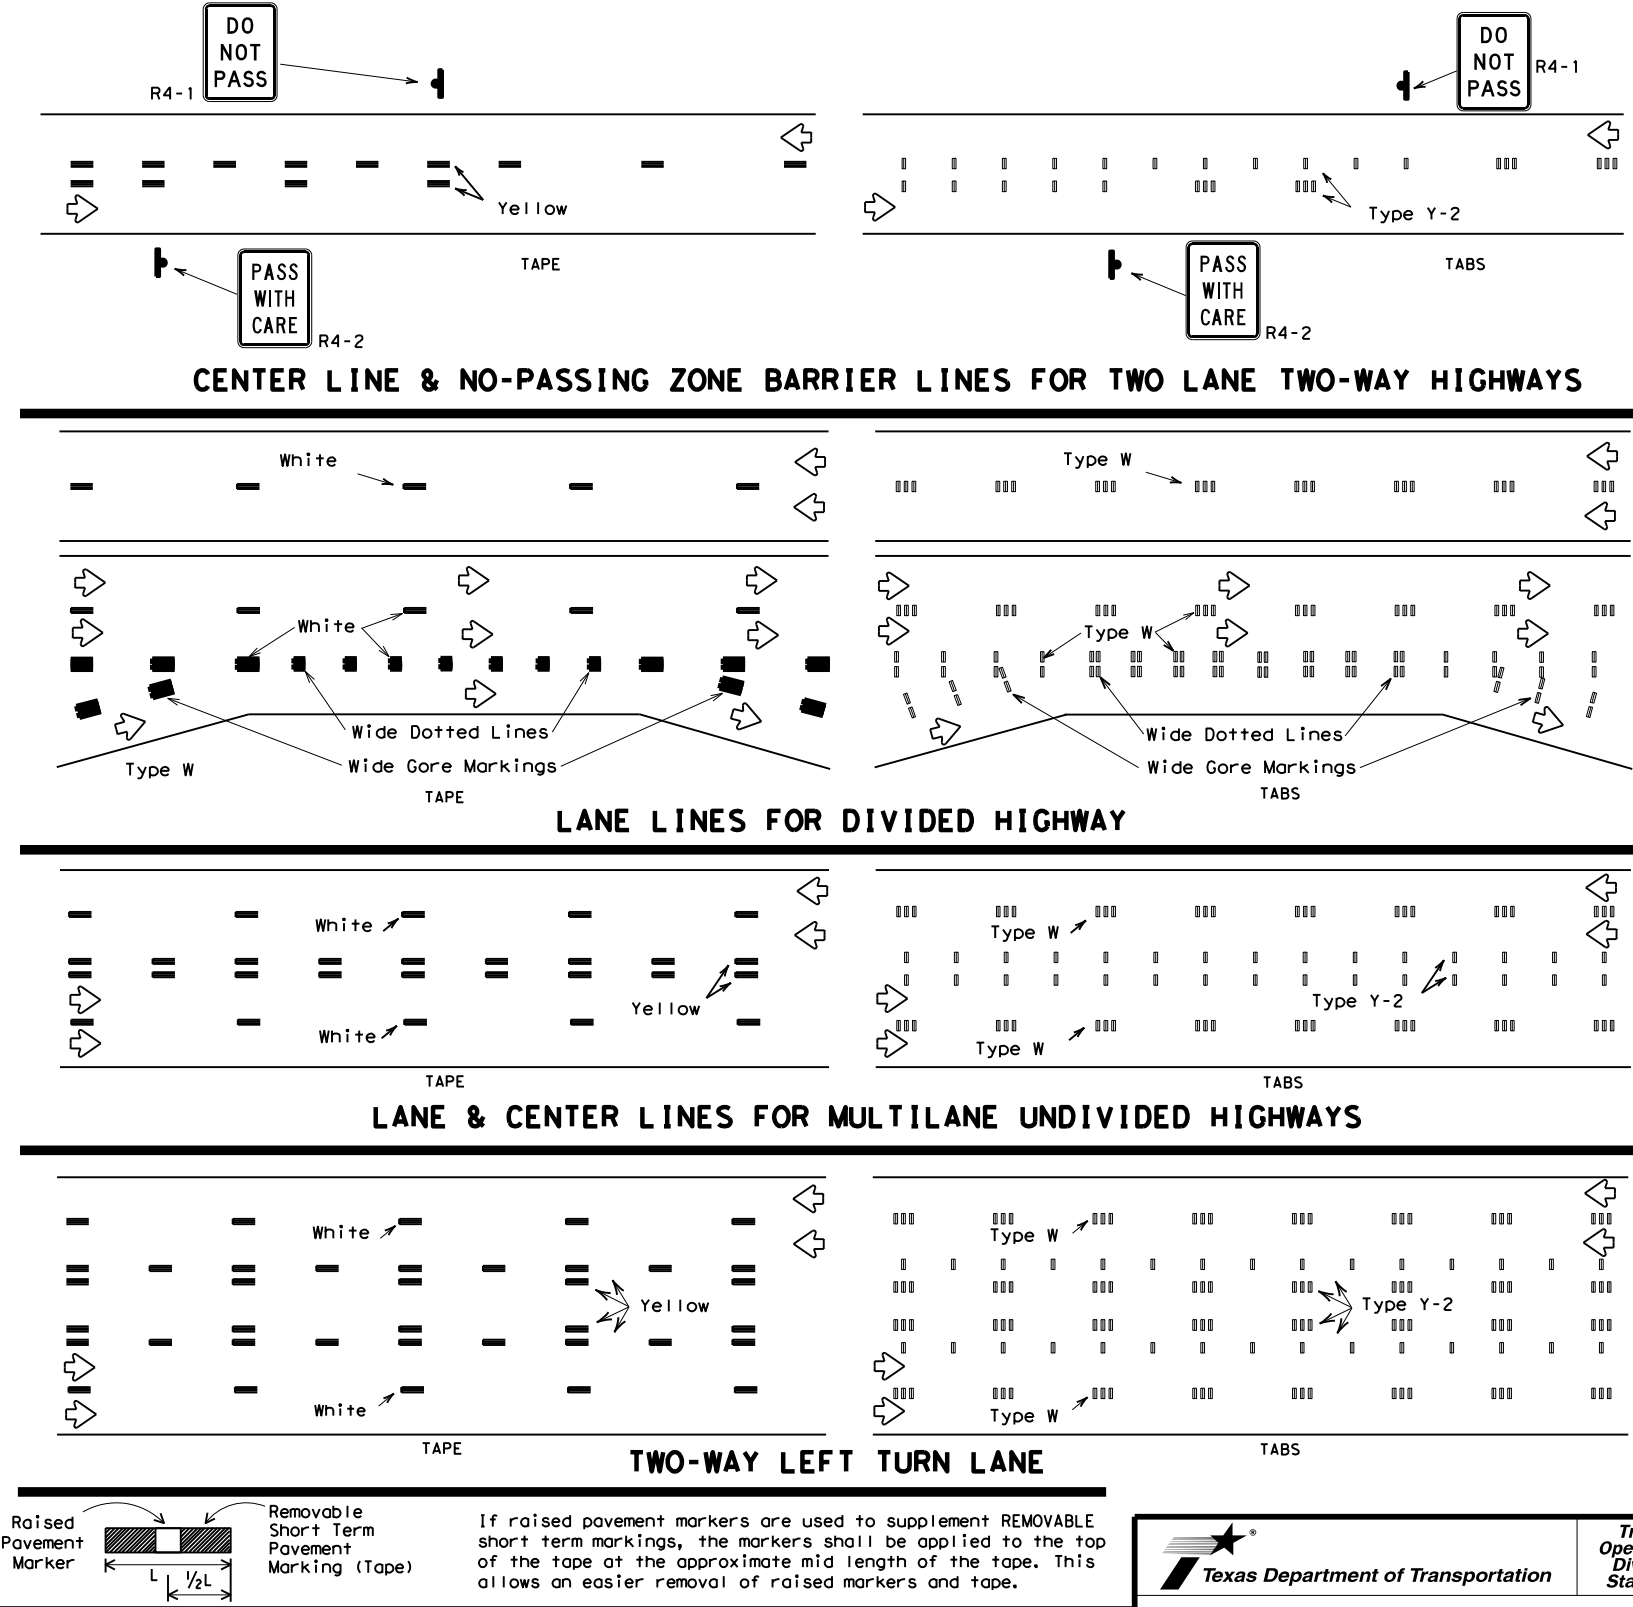 DO
NOT
PASS
R4-1
DO
NOT
PASS
R4-1
Yellow
Type Y-2
PASS
WITH
CARE
R4-2
TAPE
PASS
WITH
CARE
R4-2
TABS
CENTER LINE & NO-PASSING ZONE BARRIER LINES FOR TWO LANE TWO-WAY HIGHWAYS
White
Type W
White
Type W
Wide Dotted Lines
Wide Gore Markings
Type W
TAPE
Wide Dotted Lines
Wide Gore Markings
TABS
LANE LINES FOR DIVIDED HIGHWAY
White
Type W
Yellow
Type Y-2
White
Type W
TAPE
TABS
LANE & CENTER LINES FOR MULTILANE UNDIVIDED HIGHWAYS
White
Type W
Yellow
Type Y-2
White
Type W
TAPE
TABS
TWO-WAY LEFT TURN LANE
Raised
Pavement
Marker
Removable
Short Term
Pavement
Marking (Tape)
L
1/2L
If raised pavement markers are used to supplement REMOVABLE
short term markings, the markers shall be applied to the top
of the tape at the approximate mid length of the tape. This
allows an easier removal of raised markers and tape.
®
Texas Department of Transportation